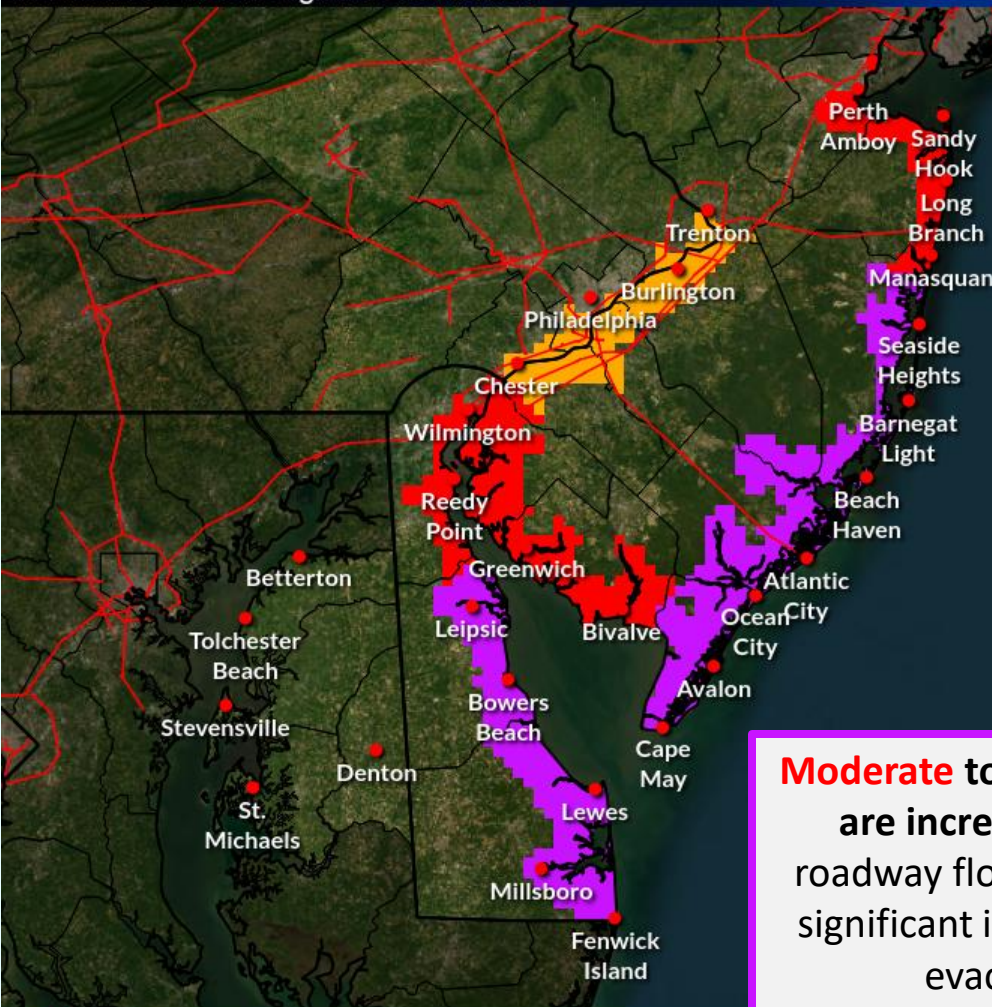 Perth
Amboy
Sandy
Hook
Long
Branch
Trenton
Manasquan
Burlington
Philadelphia
Seaside
Heights
Chester
Barnegat
Light
Wilmington
Reedy
Point
Beach
Haven
Greenwich
Betterton
Atlantic
City
Leipsic
Bivalve
Ocean
City
Tolchester
Beach
Avalon
Bowers
Beach
Stevensville
Cape
May
Denton
Moderate to
St.
Michaels
Lewes
are incre
roadway flo
Millsboro
significant i
Fenwick
Island
evac